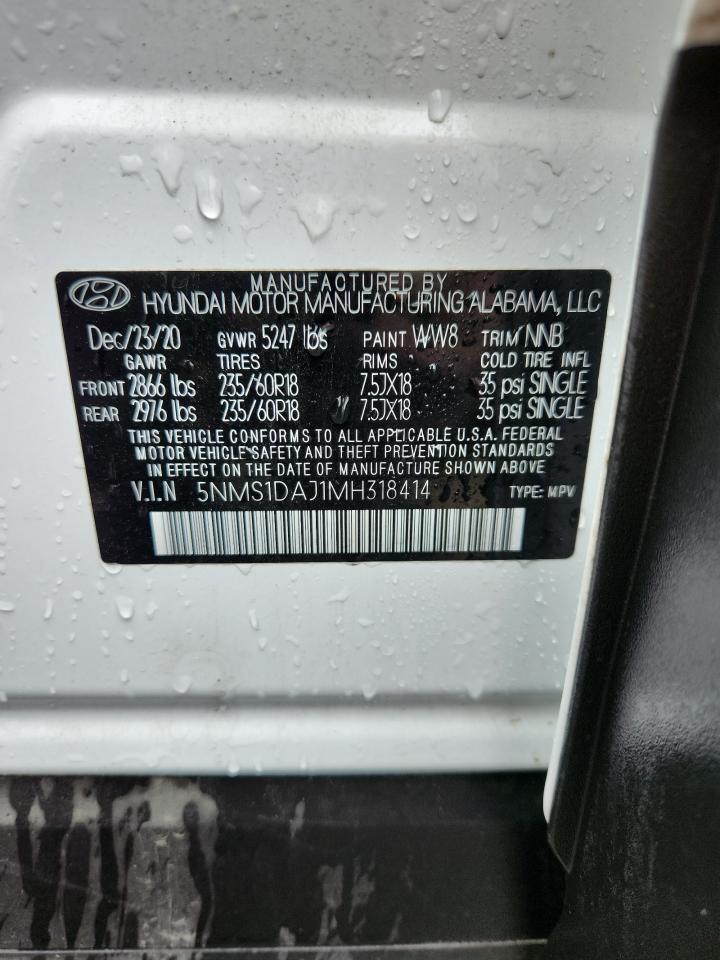 MANUFACTURED BY
HYUNDAI MOTOR MANUFACTURING ALABAMA, LLC
Dec/23/20 GVWR 5247 lbs PAINT WW8 TRIM NNB
GAWR TIRES RIMS COLD TIRE INFL
FRONT 2866 lbs 235/60R18 7.5JX18 35 psi SINGLE
REAR 2976 lbs 235/60R18 7.5JX18 35 psi SINGLE
THIS VEHICLE CONFORMS TO ALL APPLICABLE U.S.A. FEDERAL
MOTOR VEHICLE SAFETY AND THEFT PREVENTION STANDARDS
IN EFFECT ON THE DATE OF MANUFACTURE SHOWN ABOVE
V.I.N 5NMS1DAJ1MH318414 TYPE: MPV